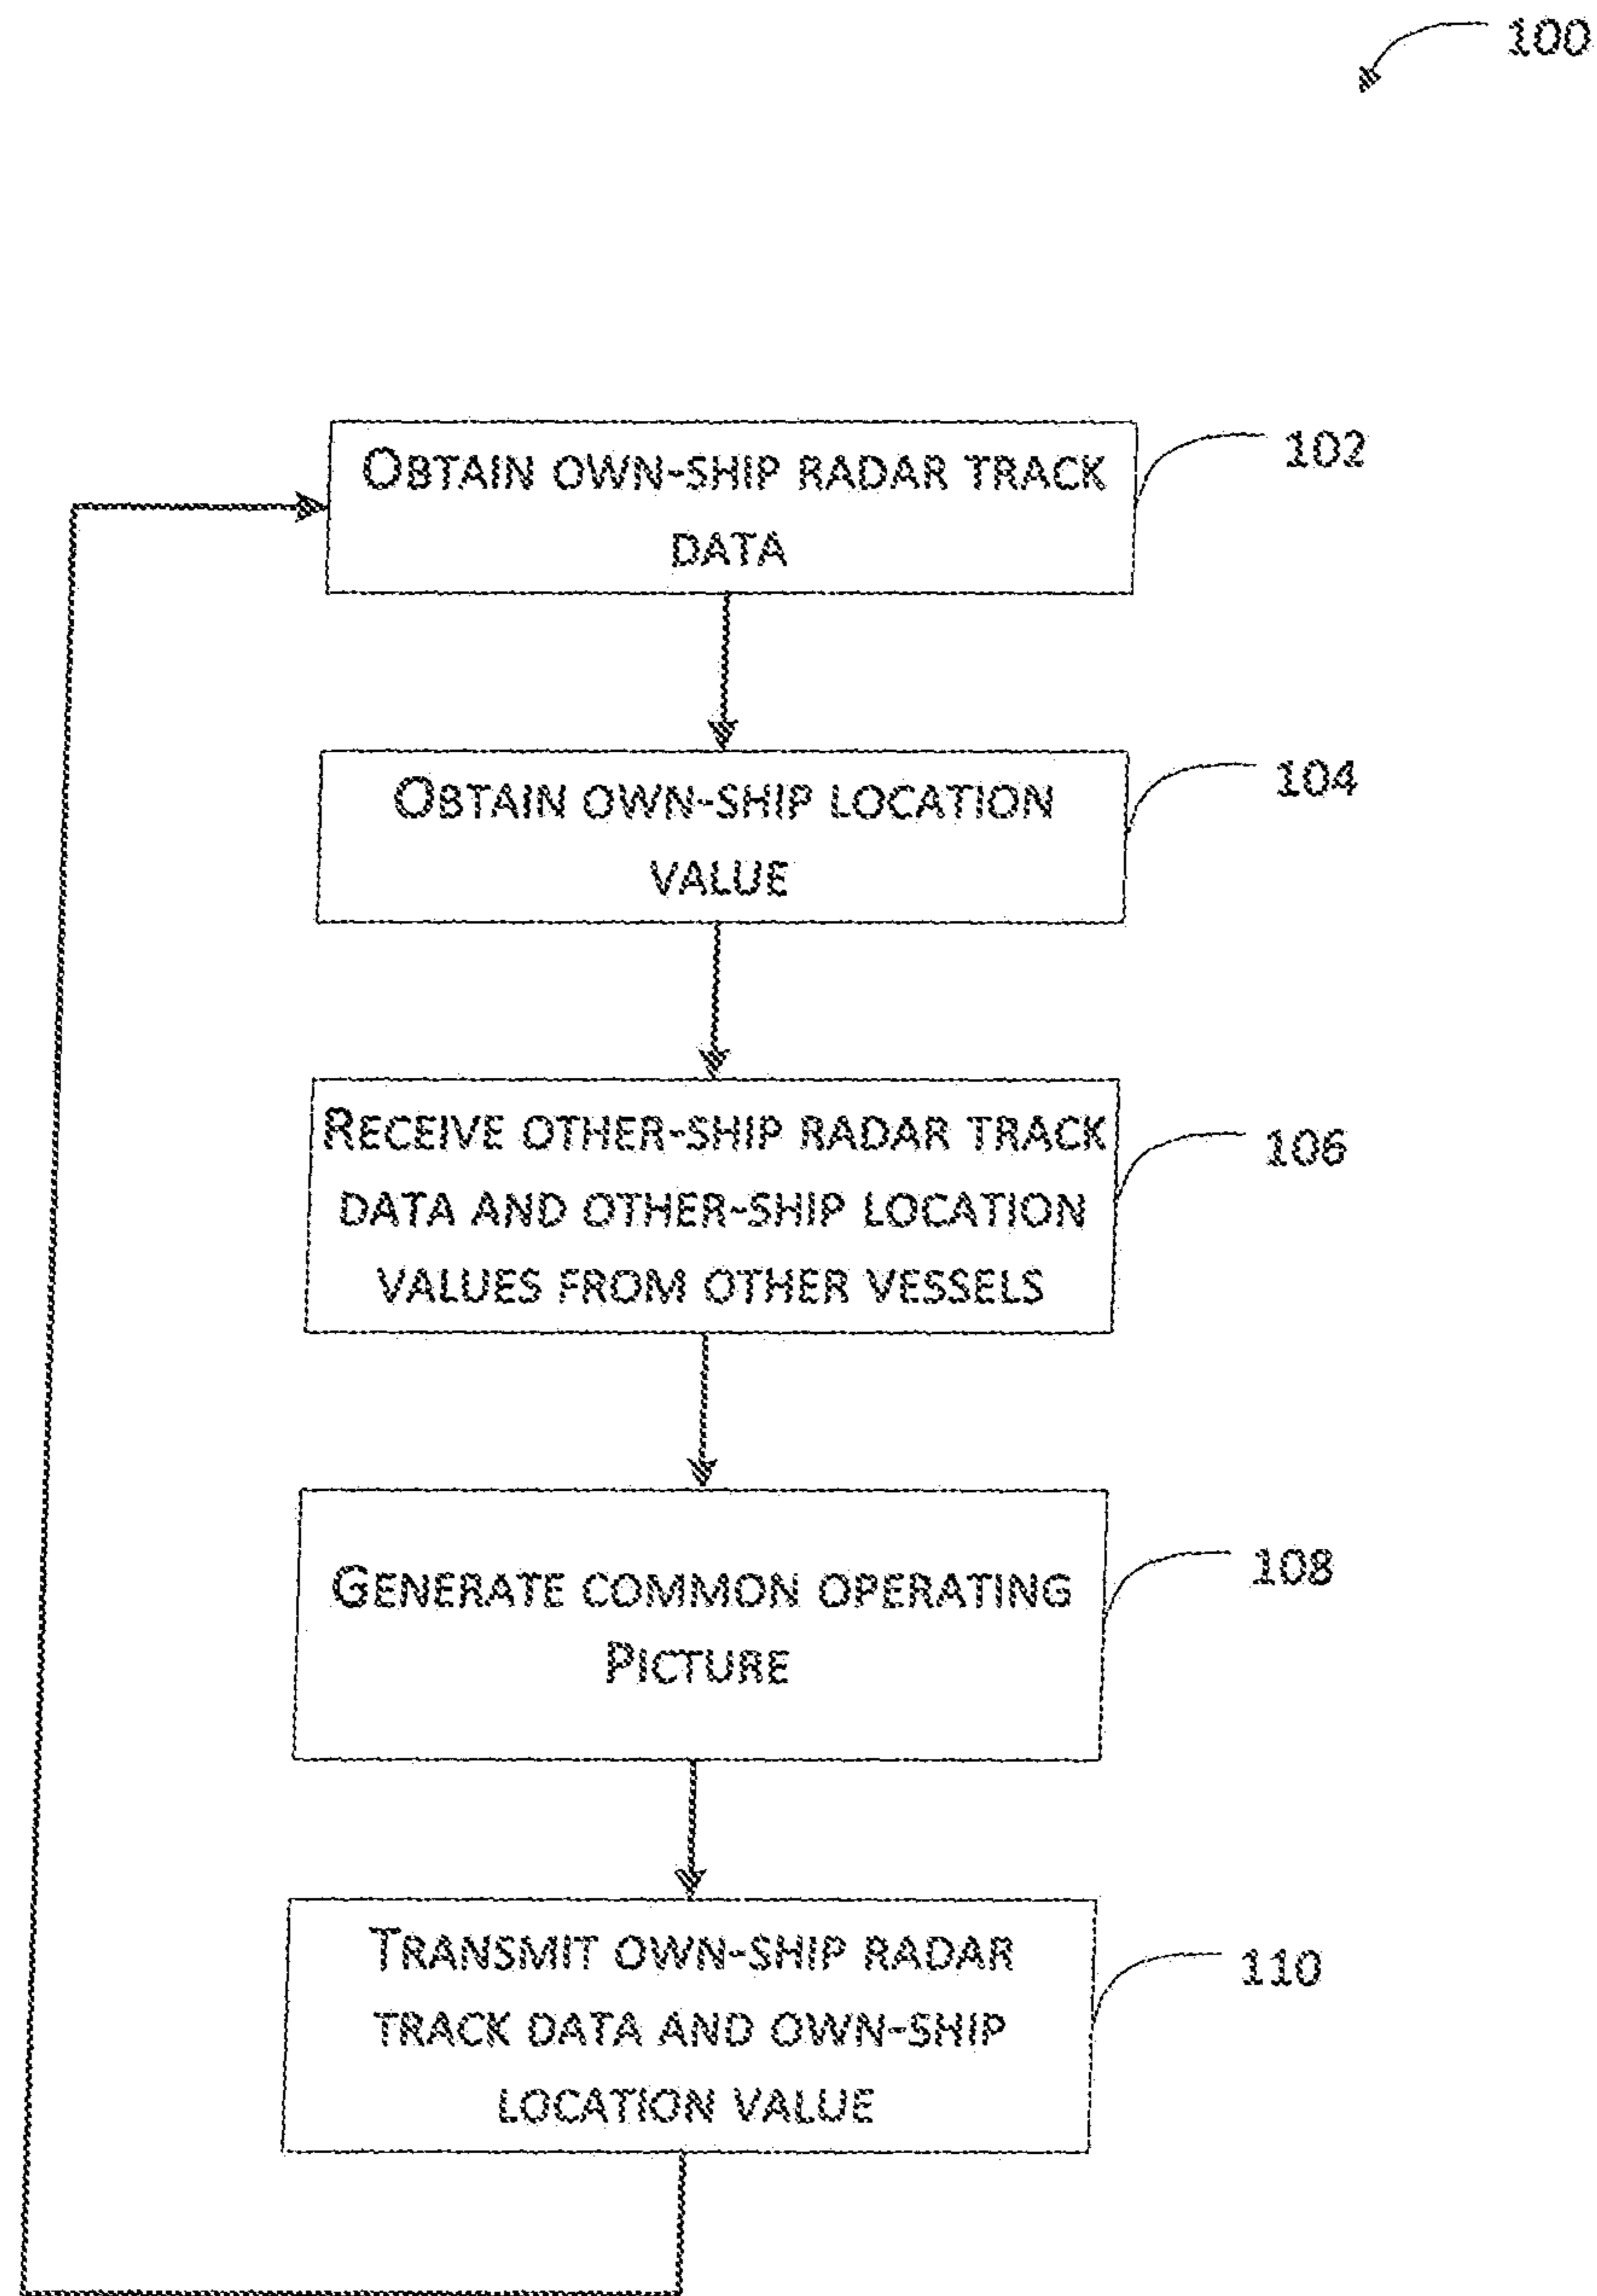 100
OBTAIN OWN-SHIP RADAR TRACK
DATA
102
OBTAIN OWN-SHIP LOCATION
VALUE
104
RECEIVE OTHER-SHIP RADAR TRACK
DATA AND OTHER-SHIP LOCATION
VALUES FROM OTHER VESSELS
106
GENERATE COMMON OPERATING
PICTURE
108
TRANSMIT OWN-SHIP RADAR
TRACK DATA AND OWN-SHIP
LOCATION VALUE
110